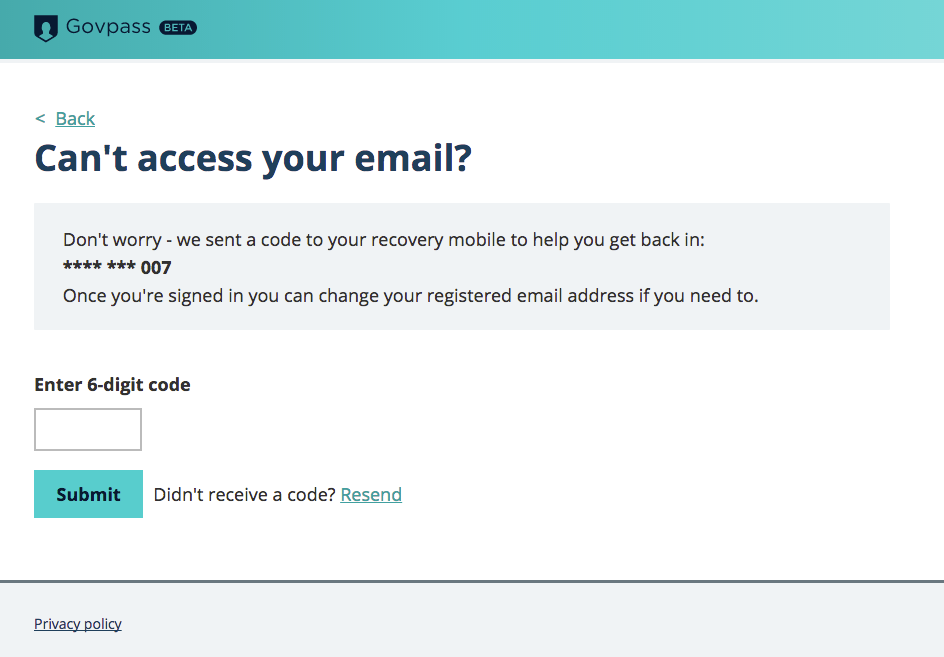 Govpass BETA
< Back
Can't access your email?
Don't worry - we sent a code to your recovery mobile to help you get back in:
**** *** 007
Once you're signed in you can change your registered email address if you need to.
Enter 6-digit code
Submit Didn't receive a code? Resend
Privacy policy